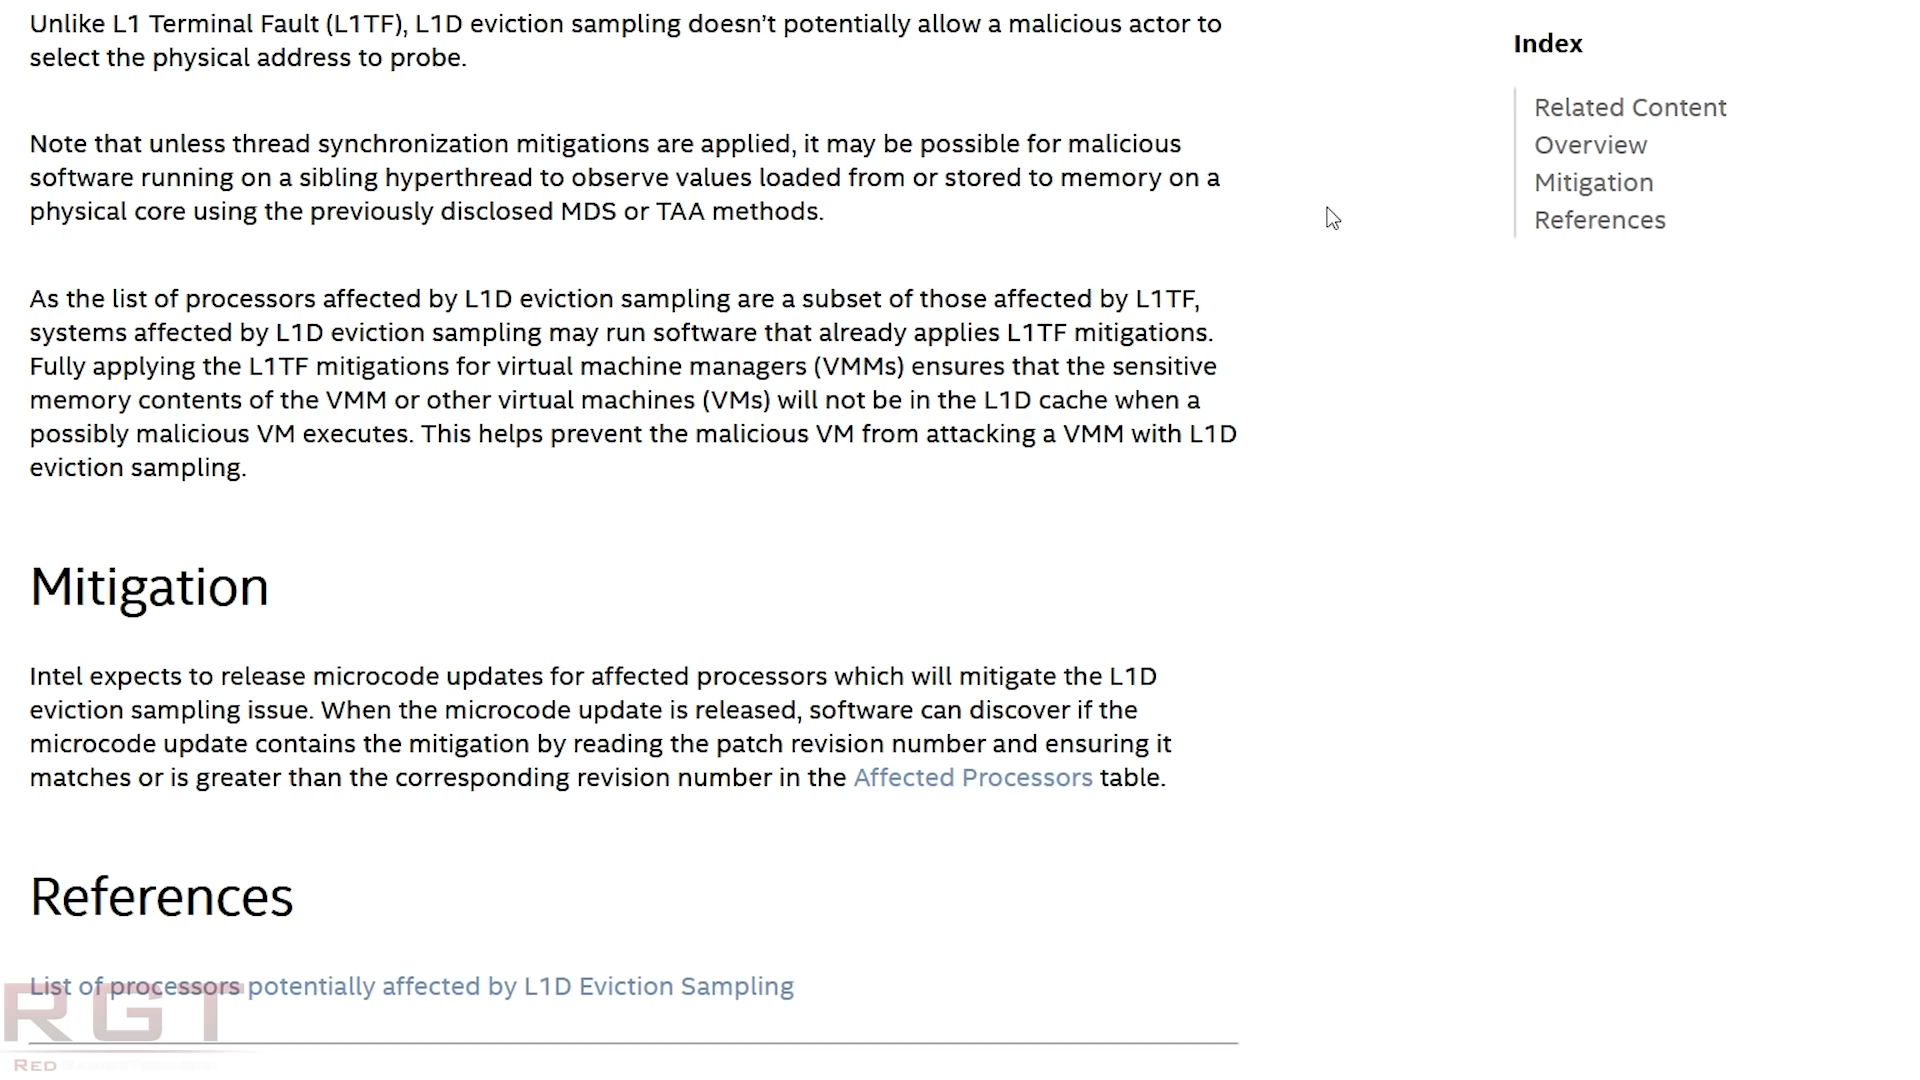 Unlike L1 Terminal Fault (L1TF), L1D eviction sampling doesn’t potentially allow a malicious actor to
select the physical address to probe.
Note that unless thread synchronization mitigations are applied, it may be possible for malicious
software running on a sibling hyperthread to observe values loaded from or stored to memory on a
physical core using the previously disclosed MDS or TAA methods.
As the list of processors affected by L1D eviction sampling are a subset of those affected by L1TF,
systems affected by L1D eviction sampling may run software that already applies L1TF mitigations.
Fully applying the L1TF mitigations for virtual machine managers (VMMs) ensures that the sensitive
memory contents of the VMM or other virtual machines (VMs) will not be in the L1D cache when a
possibly malicious VM executes. This helps prevent the malicious VM from attacking a VMM with L1D
eviction sampling.
Mitigation
Intel expects to release microcode updates for affected processors which will mitigate the L1D
eviction sampling issue. When the microcode update is released, software can discover if the
microcode update contains the mitigation by reading the patch revision number and ensuring it
matches or is greater than the corresponding revision number in the Affected Processors table.
References
List of processors potentially affected by L1D Eviction Sampling
RGT
RED
Index
Related Content
Overview
Mitigation
References